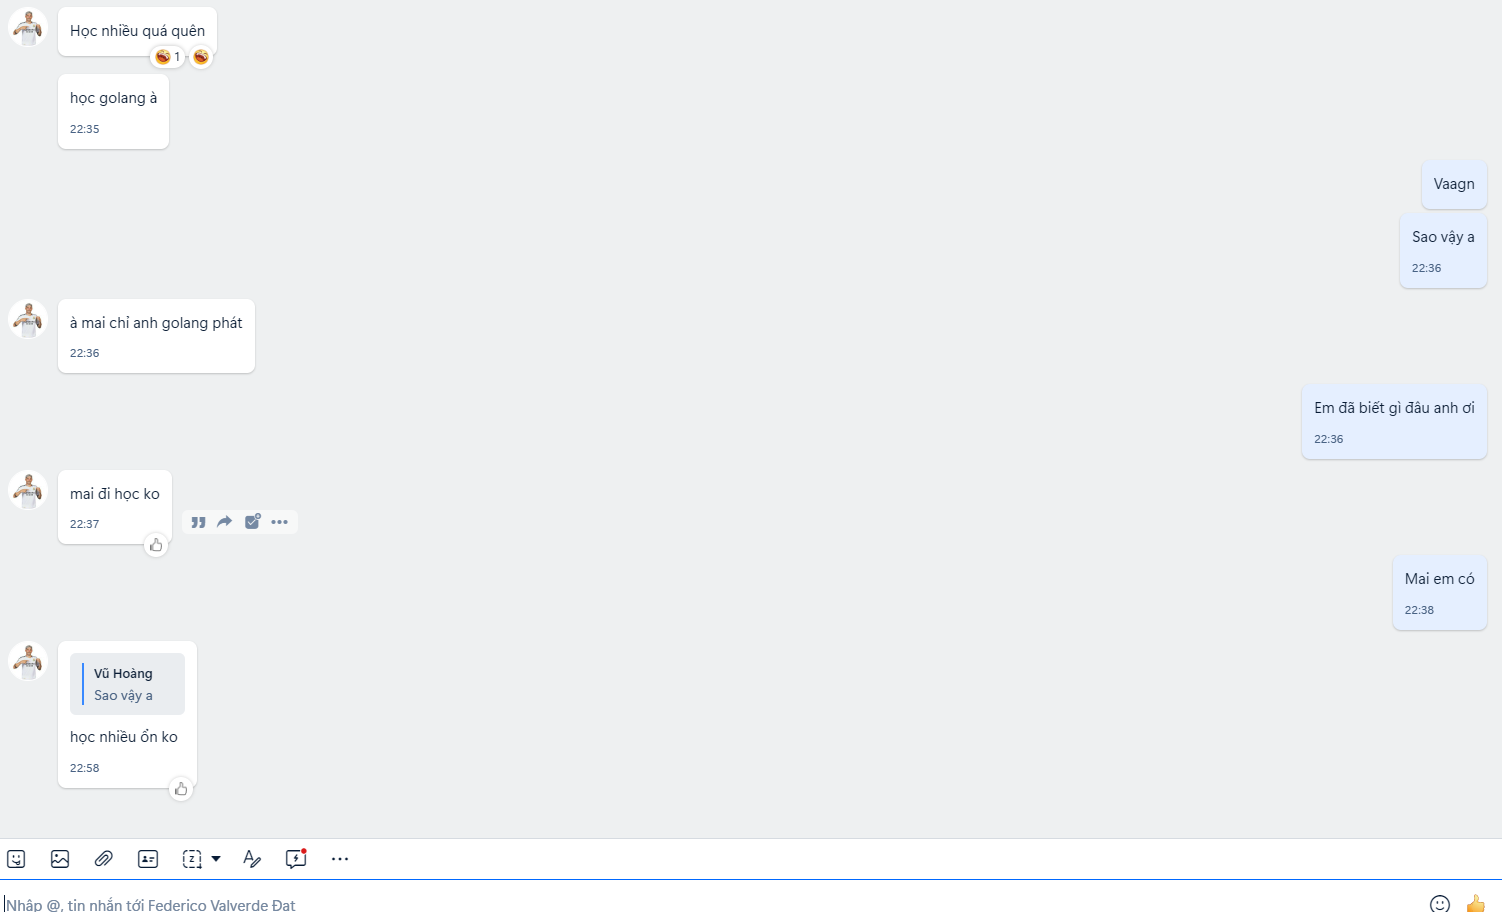 Học nhiều quá quên
1
học golang à
22:35
Vaagn
Sao vậy a
22:36
à mai chỉ anh golang phát
22:36
Em đã biết gì đâu anh ơi
22:36
mai đi học ko
22:37
Mai em có
22:38
Vũ Hoàng
Sao vậy a
học nhiều ổn ko
22:58
Nhập @, tin nhắn tới Federico Valverde Đạt